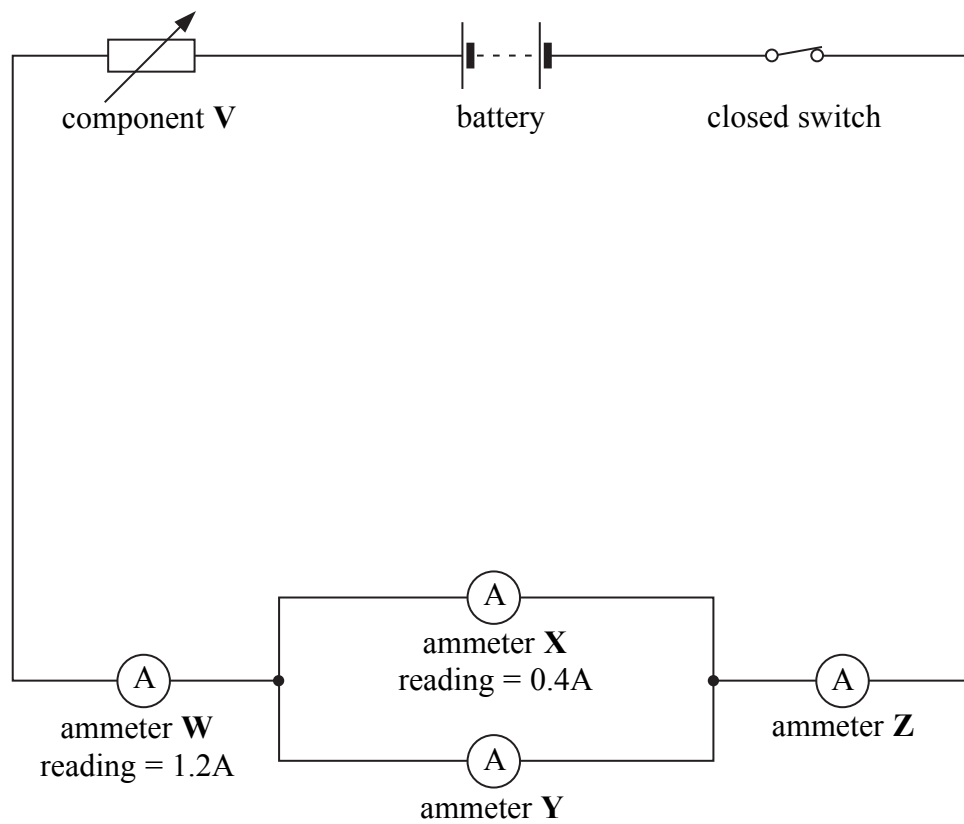 component V
battery
closed switch
A
ammeter X
reading = 0.4A
A
ammeter W
reading = 1.2A
A
ammeter Z
A
ammeter Y